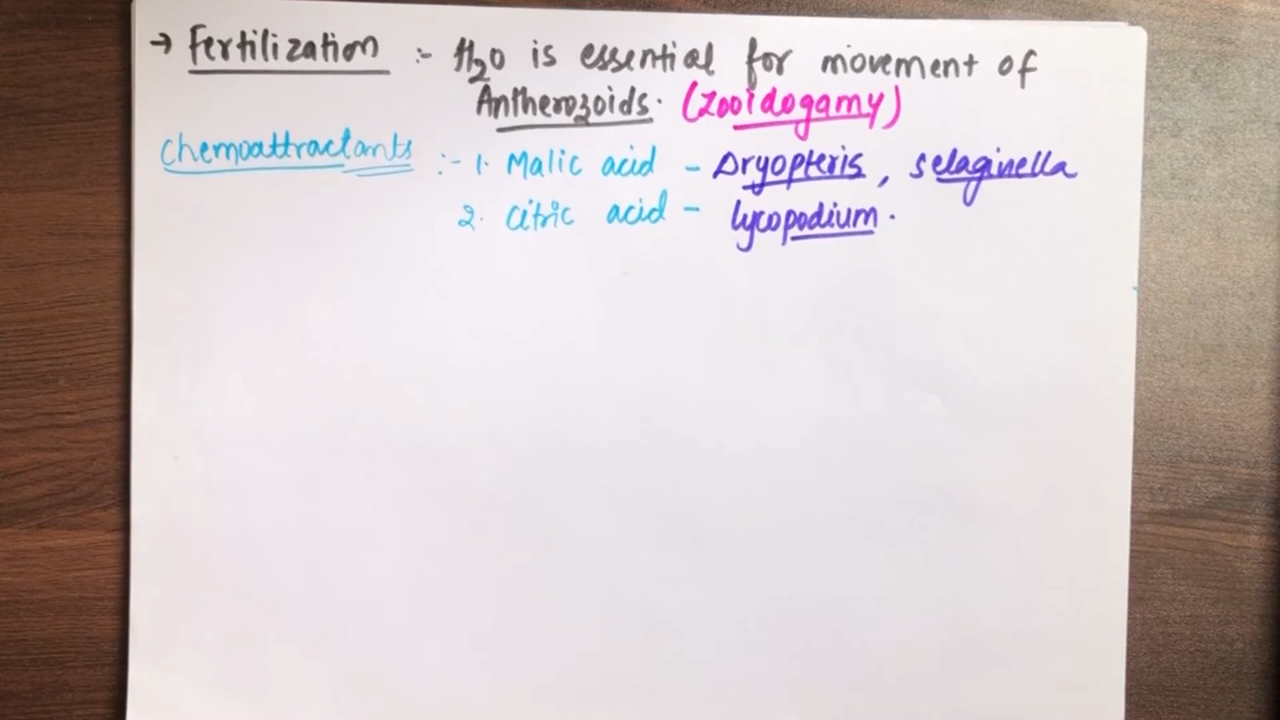 → Fertilization :- H₂O is essential for movement of
Antherozoids. (Zooidogamy)
Chemoattractants :- 1. Malic acid - Dryopteris, Selaginella
2. Citric acid - Lycopodium.